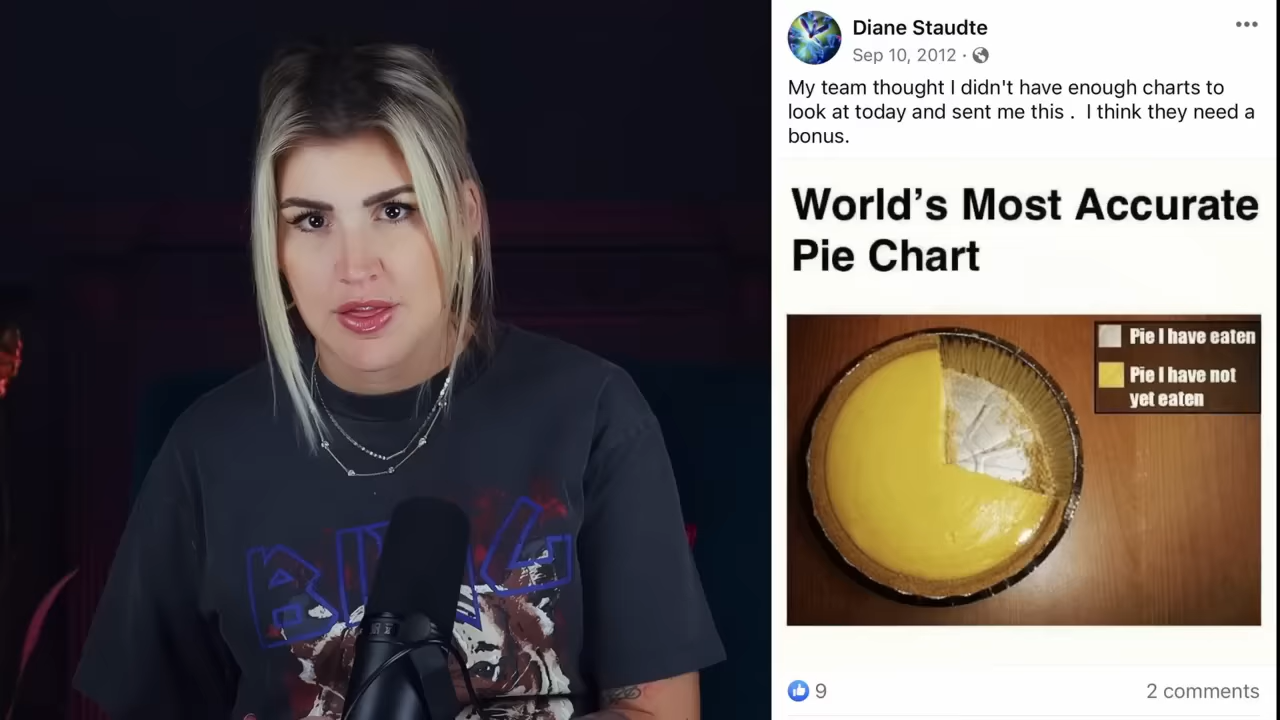 Diane Staudte
Sep 10, 2012
My team thought I didn't have enough charts to
look at today and sent me this .  I think they need a
bonus.
World's Most Accurate
Pie Chart
Pie I have eaten
Pie I have not
yet eaten
9
2 comments